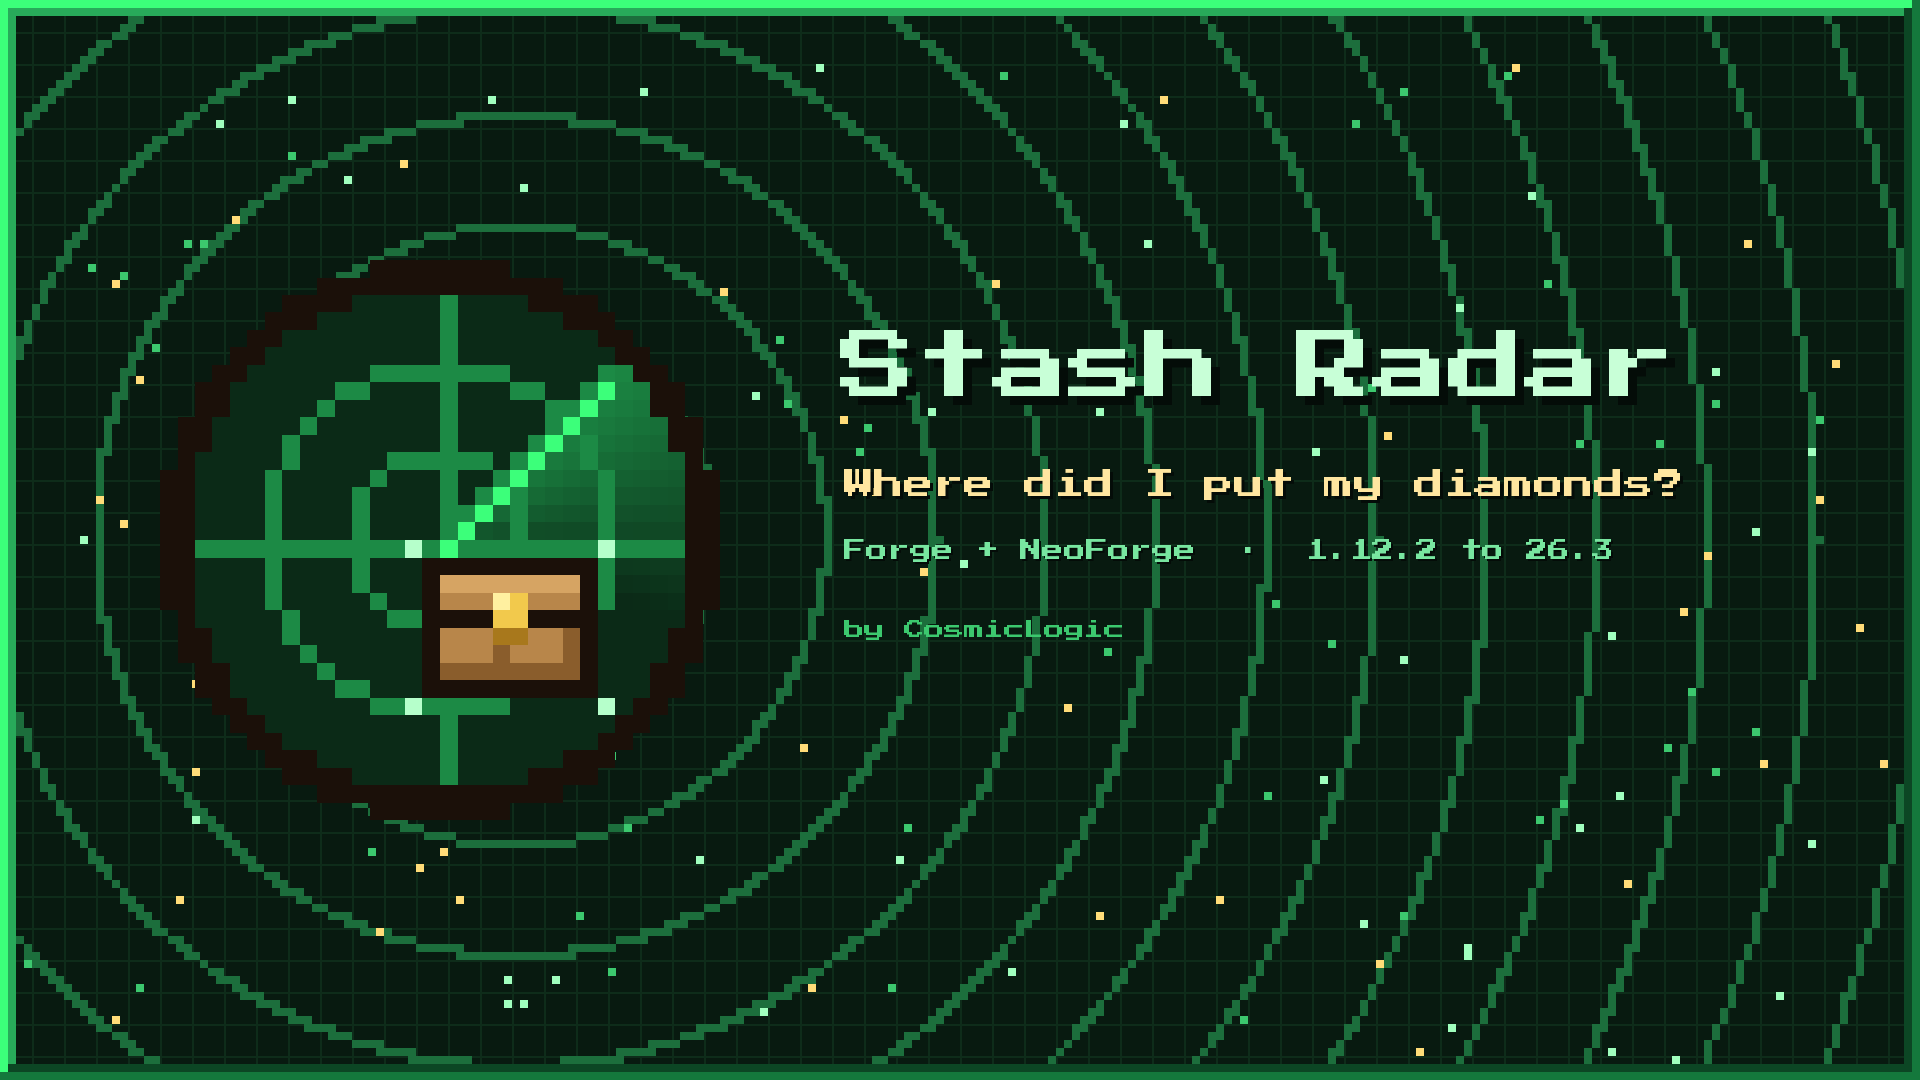 Stash Radar
Where did I put my diamonds?
Forge + NeoForge · 1.12.2 to 26.3
by CosmicLogic